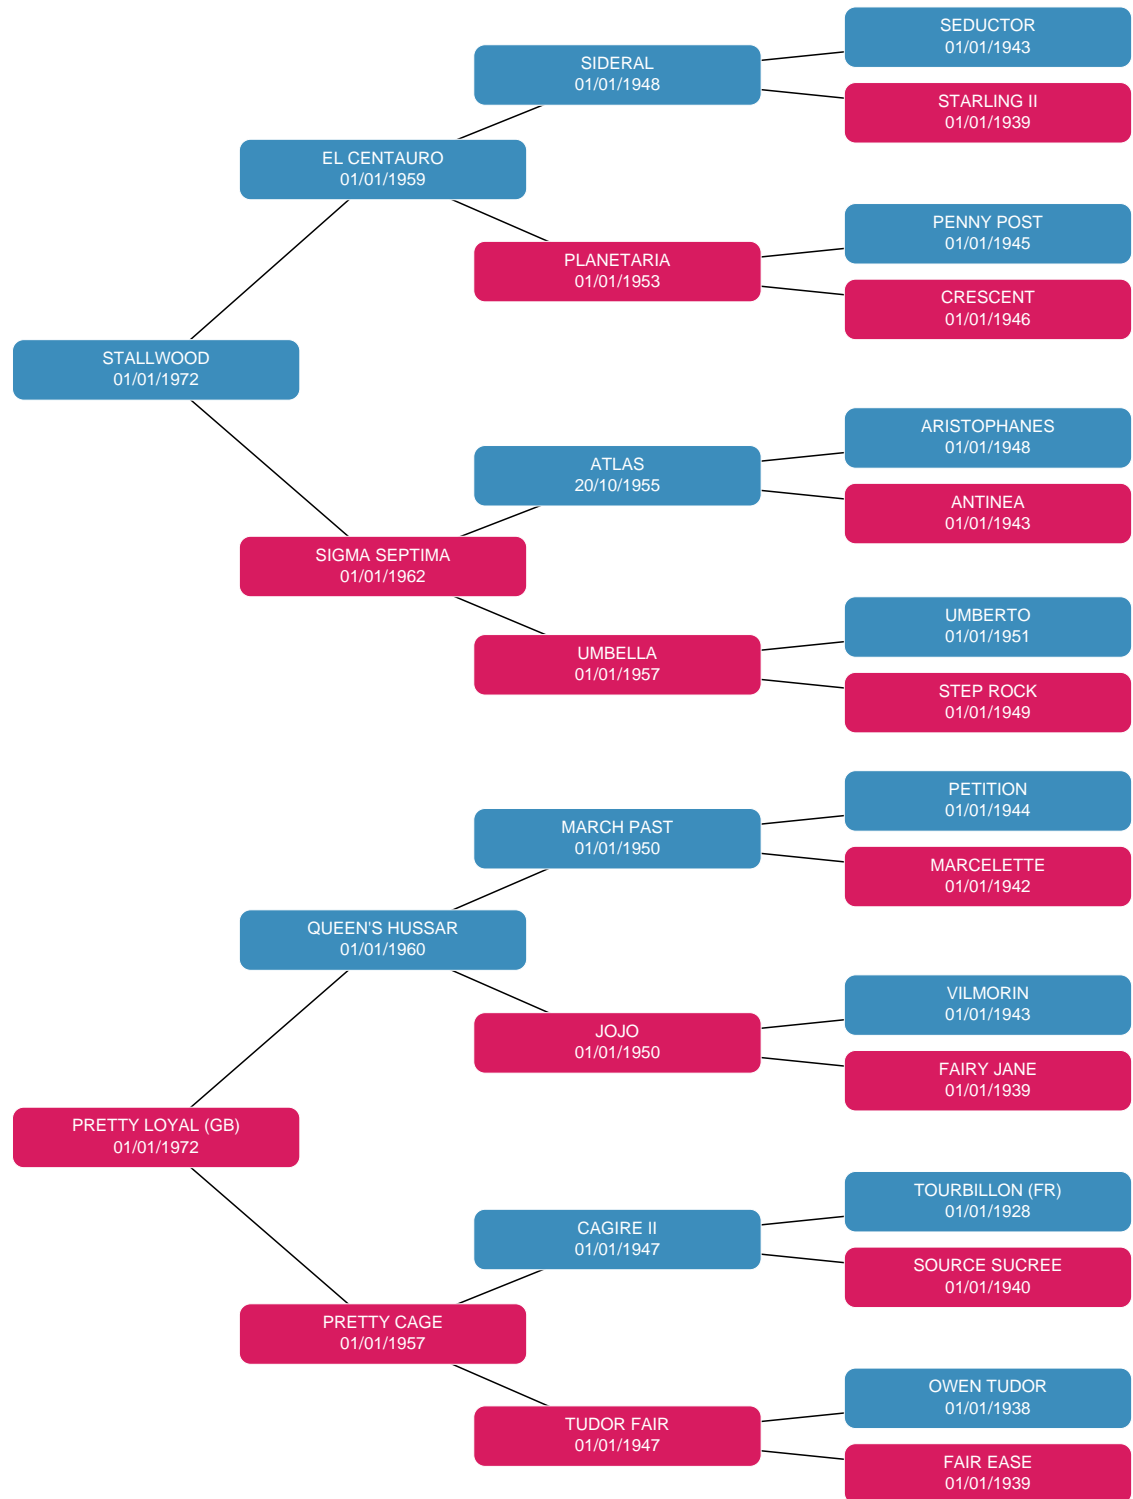 SEDUCTOR
01/01/1943
SIDERAL
01/01/1948
STARLING II
01/01/1939
EL CENTAURO
01/01/1959
PENNY POST
01/01/1945
PLANETARIA
01/01/1953
CRESCENT
01/01/1946
STALLWOOD
01/01/1972
ARISTOPHANES
01/01/1948
ATLAS
20/10/1955
ANTINEA
01/01/1943
SIGMA SEPTIMA
01/01/1962
UMBERTO
01/01/1951
UMBELLA
01/01/1957
STEP ROCK
01/01/1949
PETITION
01/01/1944
MARCH PAST
01/01/1950
MARCELETTE
01/01/1942
QUEEN'S HUSSAR
01/01/1960
VILMORIN
01/01/1943
JOJO
01/01/1950
FAIRY JANE
01/01/1939
PRETTY LOYAL (GB)
01/01/1972
TOURBILLON (FR)
01/01/1928
CAGIRE II
01/01/1947
SOURCE SUCREE
01/01/1940
PRETTY CAGE
01/01/1957
OWEN TUDOR
01/01/1938
TUDOR FAIR
01/01/1947
FAIR EASE
01/01/1939